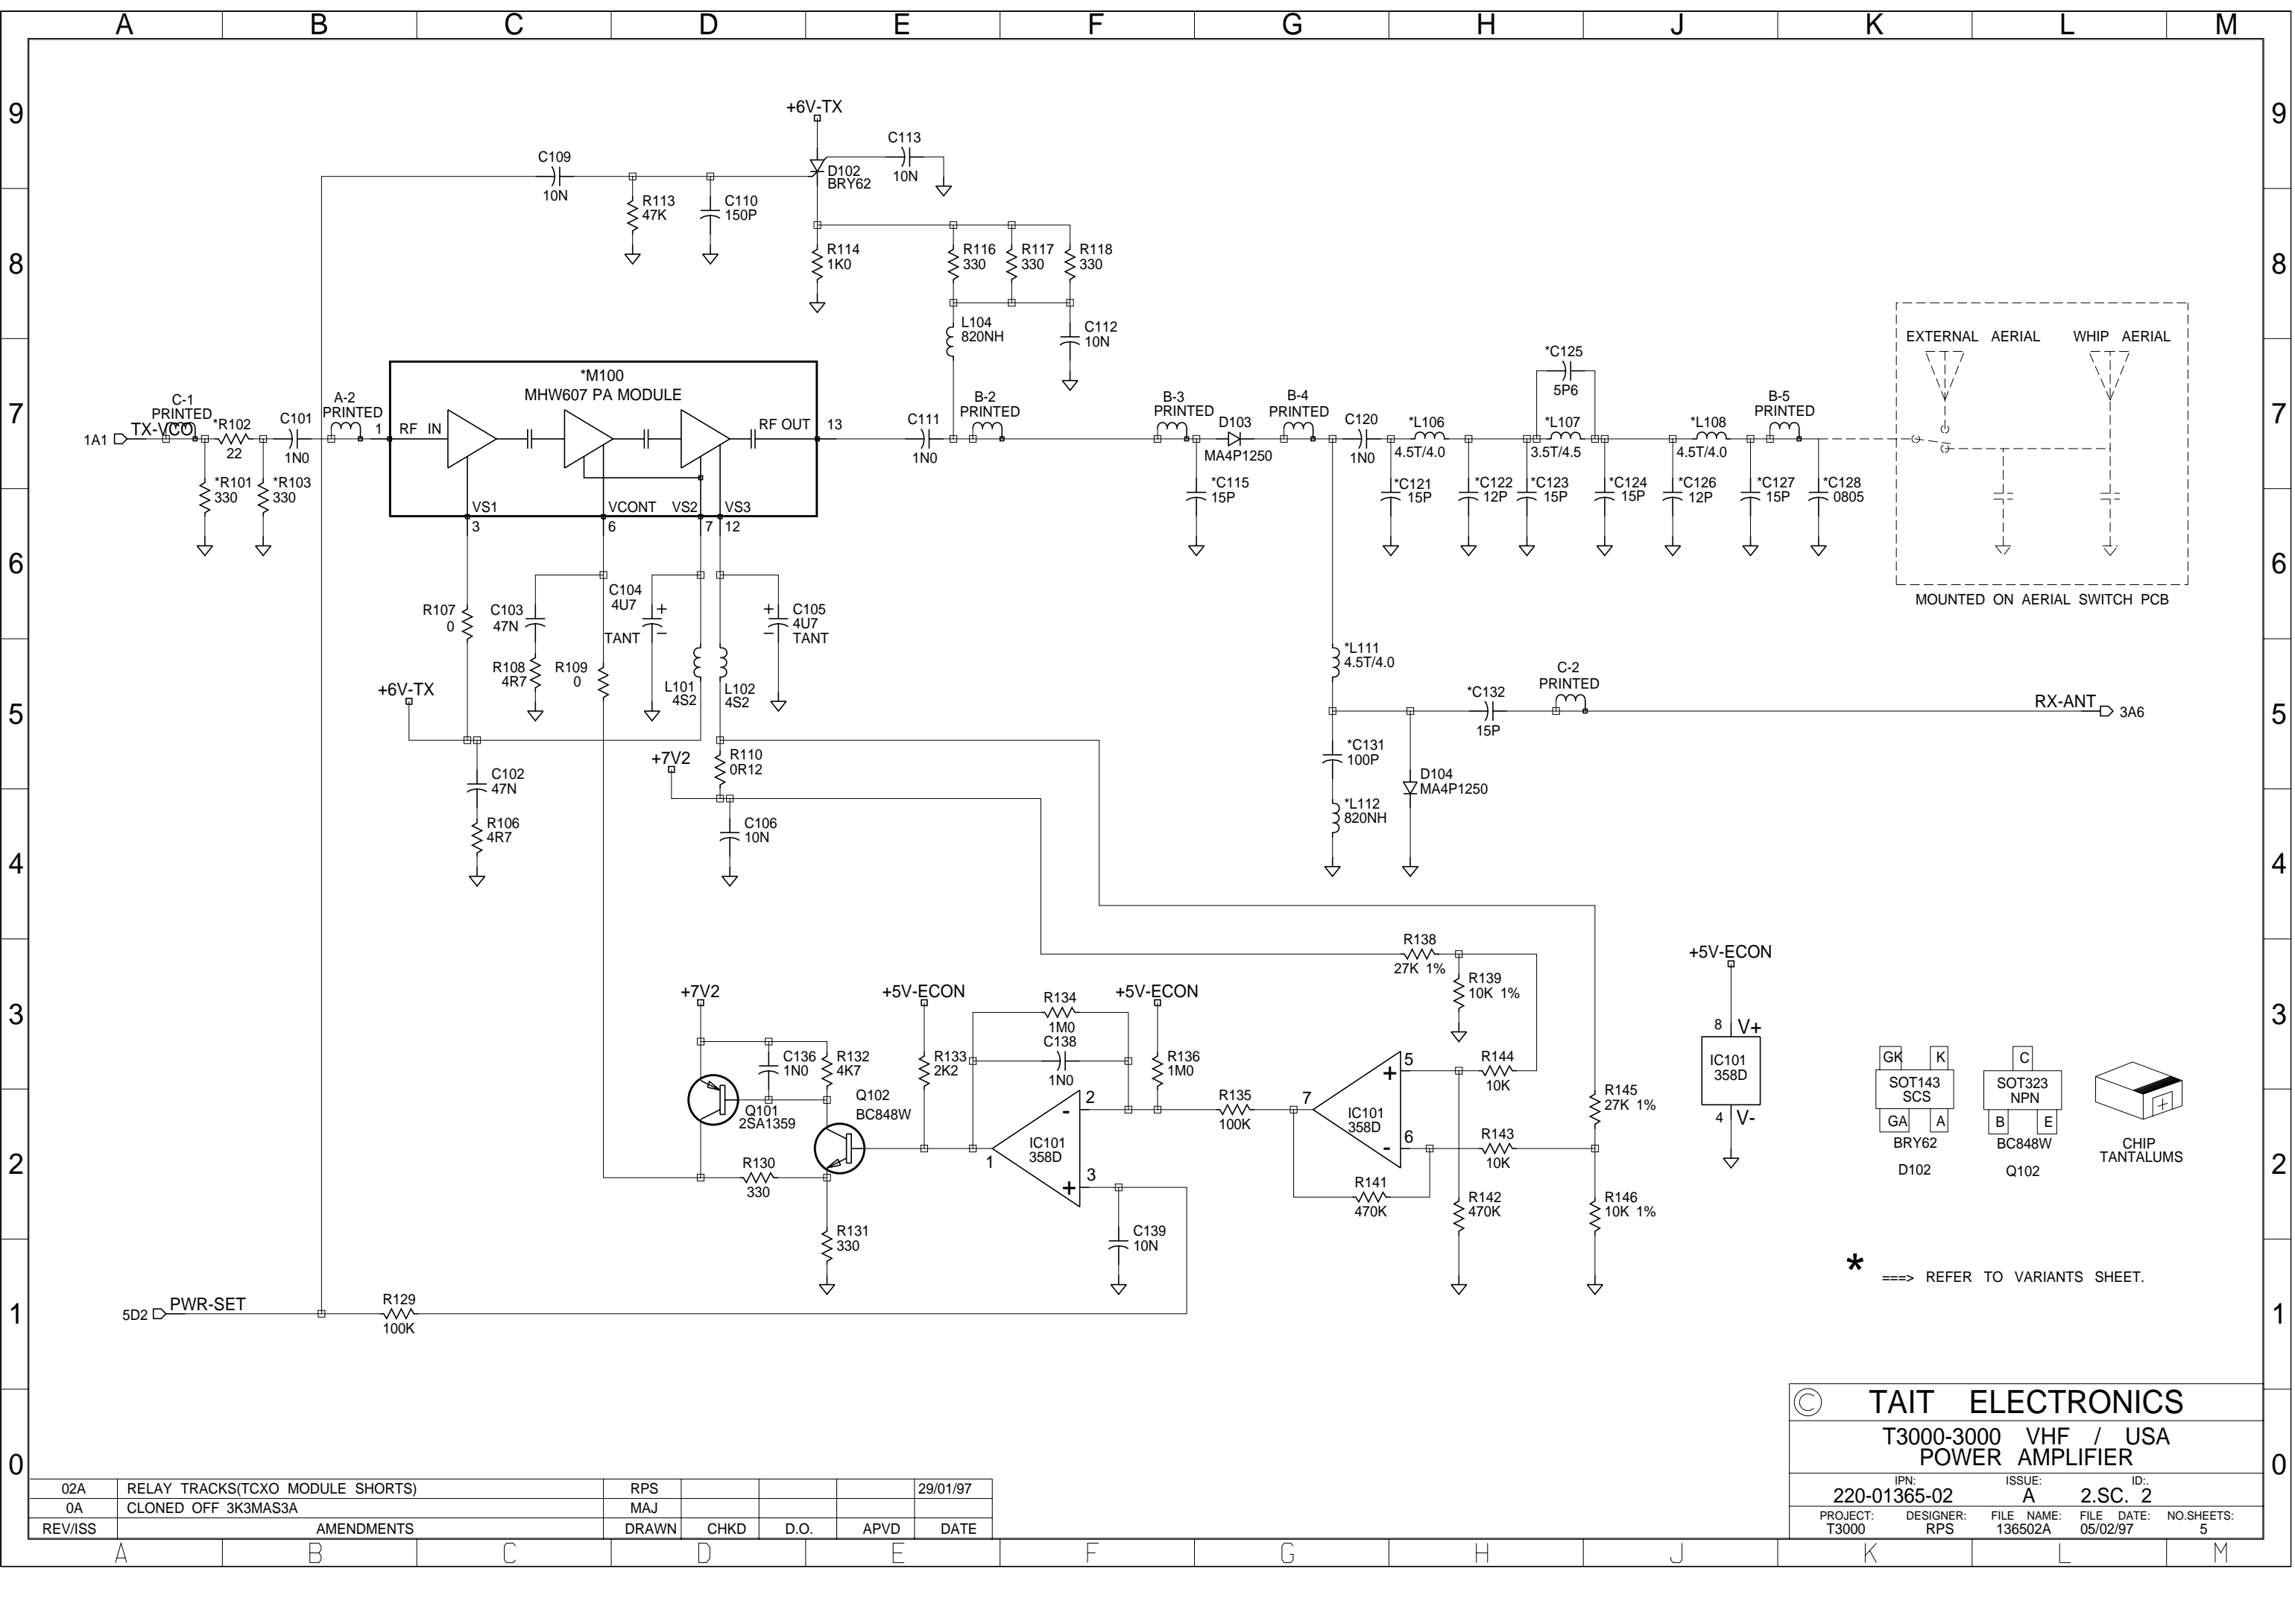 A B C D E F G H J K L M
9 9
+6V-TX
C113
10N
C109
10N
D102
BRY62
R113
47K
C110
150P
8 8
R114
1K0
R116
330
R117
330
R118
330
L104
820NH
C112
10N
EXTERNAL AERIAL WHIP AERIAL
7 7
*M100
MHW607 PA MODULE
RF IN
RF OUT
1
13
VS1
3
VCONT
6
VS2
7
VS3
12
1A1
TX-VCO
C-1
PRINTED
*R102
22
C101
1N0
A-2
PRINTED
*R101
330
*R103
330
C111
1N0
B-2
PRINTED
B-3
PRINTED
D103
MA4P1250
B-4
PRINTED
C120
1N0
*L106
4.5T/4.0
*C125
5P6
*L107
3.5T/4.5
*L108
4.5T/4.0
B-5
PRINTED
*C115
15P
*C121
15P
*C122
12P
*C123
15P
*C124
15P
*C126
12P
*C127
15P
*C128
0805
6 6
MOUNTED ON AERIAL SWITCH PCB
R107
0
C103
47N
C104
4U7
+
–
TANT
+
–
C105
4U7
TANT
R108
4R7
R109
0
L101
4S2
L102
4S2
*L111
4.5T/4.0
5 5
+6V-TX
*C132
15P
C-2
PRINTED
RX-ANT
3A6
C102
47N
+7V2
R110
0R12
*C131
100P
D104
MA4P1250
R106
4R7
C106
10N
*L112
820NH
4 4
R138
27K 1%
R139
10K 1%
+5V-ECON
3 3
+7V2
+5V-ECON
R134
1M0
C138
1N0
+5V-ECON
C136
1N0
R132
4K7
R133
2K2
R136
1M0
Q101
2SA1359
Q102
BC848W
IC101
358D
1
2
-
3
+
R135
100K
7
IC101
358D
5
+
6
-
R144
10K
R143
10K
R145
27K 1%
8 V+
IC101
358D
4 V-
GK K
SOT143
SCS
GA A
BRY62
D102
C
SOT323
NPN
B E
BC848W
Q102
+
CHIP
TANTALUMS
2 2
R130
330
R131
330
C139
10N
R141
470K
R142
470K
R146
10K 1%
* ===> REFER TO VARIANTS SHEET.
1 1
5D2
PWR-SET
R129
100K
0 0
© TAIT ELECTRONICS
T3000-3000 VHF / USA
POWER AMPLIFIER
IPN: ISSUE: ID:.
220-01365-02 A 2.SC. 2
PROJECT: DESIGNER: FILE NAME: FILE DATE: NO.SHEETS:
T3000 RPS 136502A 05/02/97 5
02A RELAY TRACKS(TCXO MODULE SHORTS) RPS 29/01/97
0A CLONED OFF 3K3MAS3A MAJ
REV/ISS AMENDMENTS DRAWN CHKD D.O. APVD DATE
A B C D E F G H J K L M